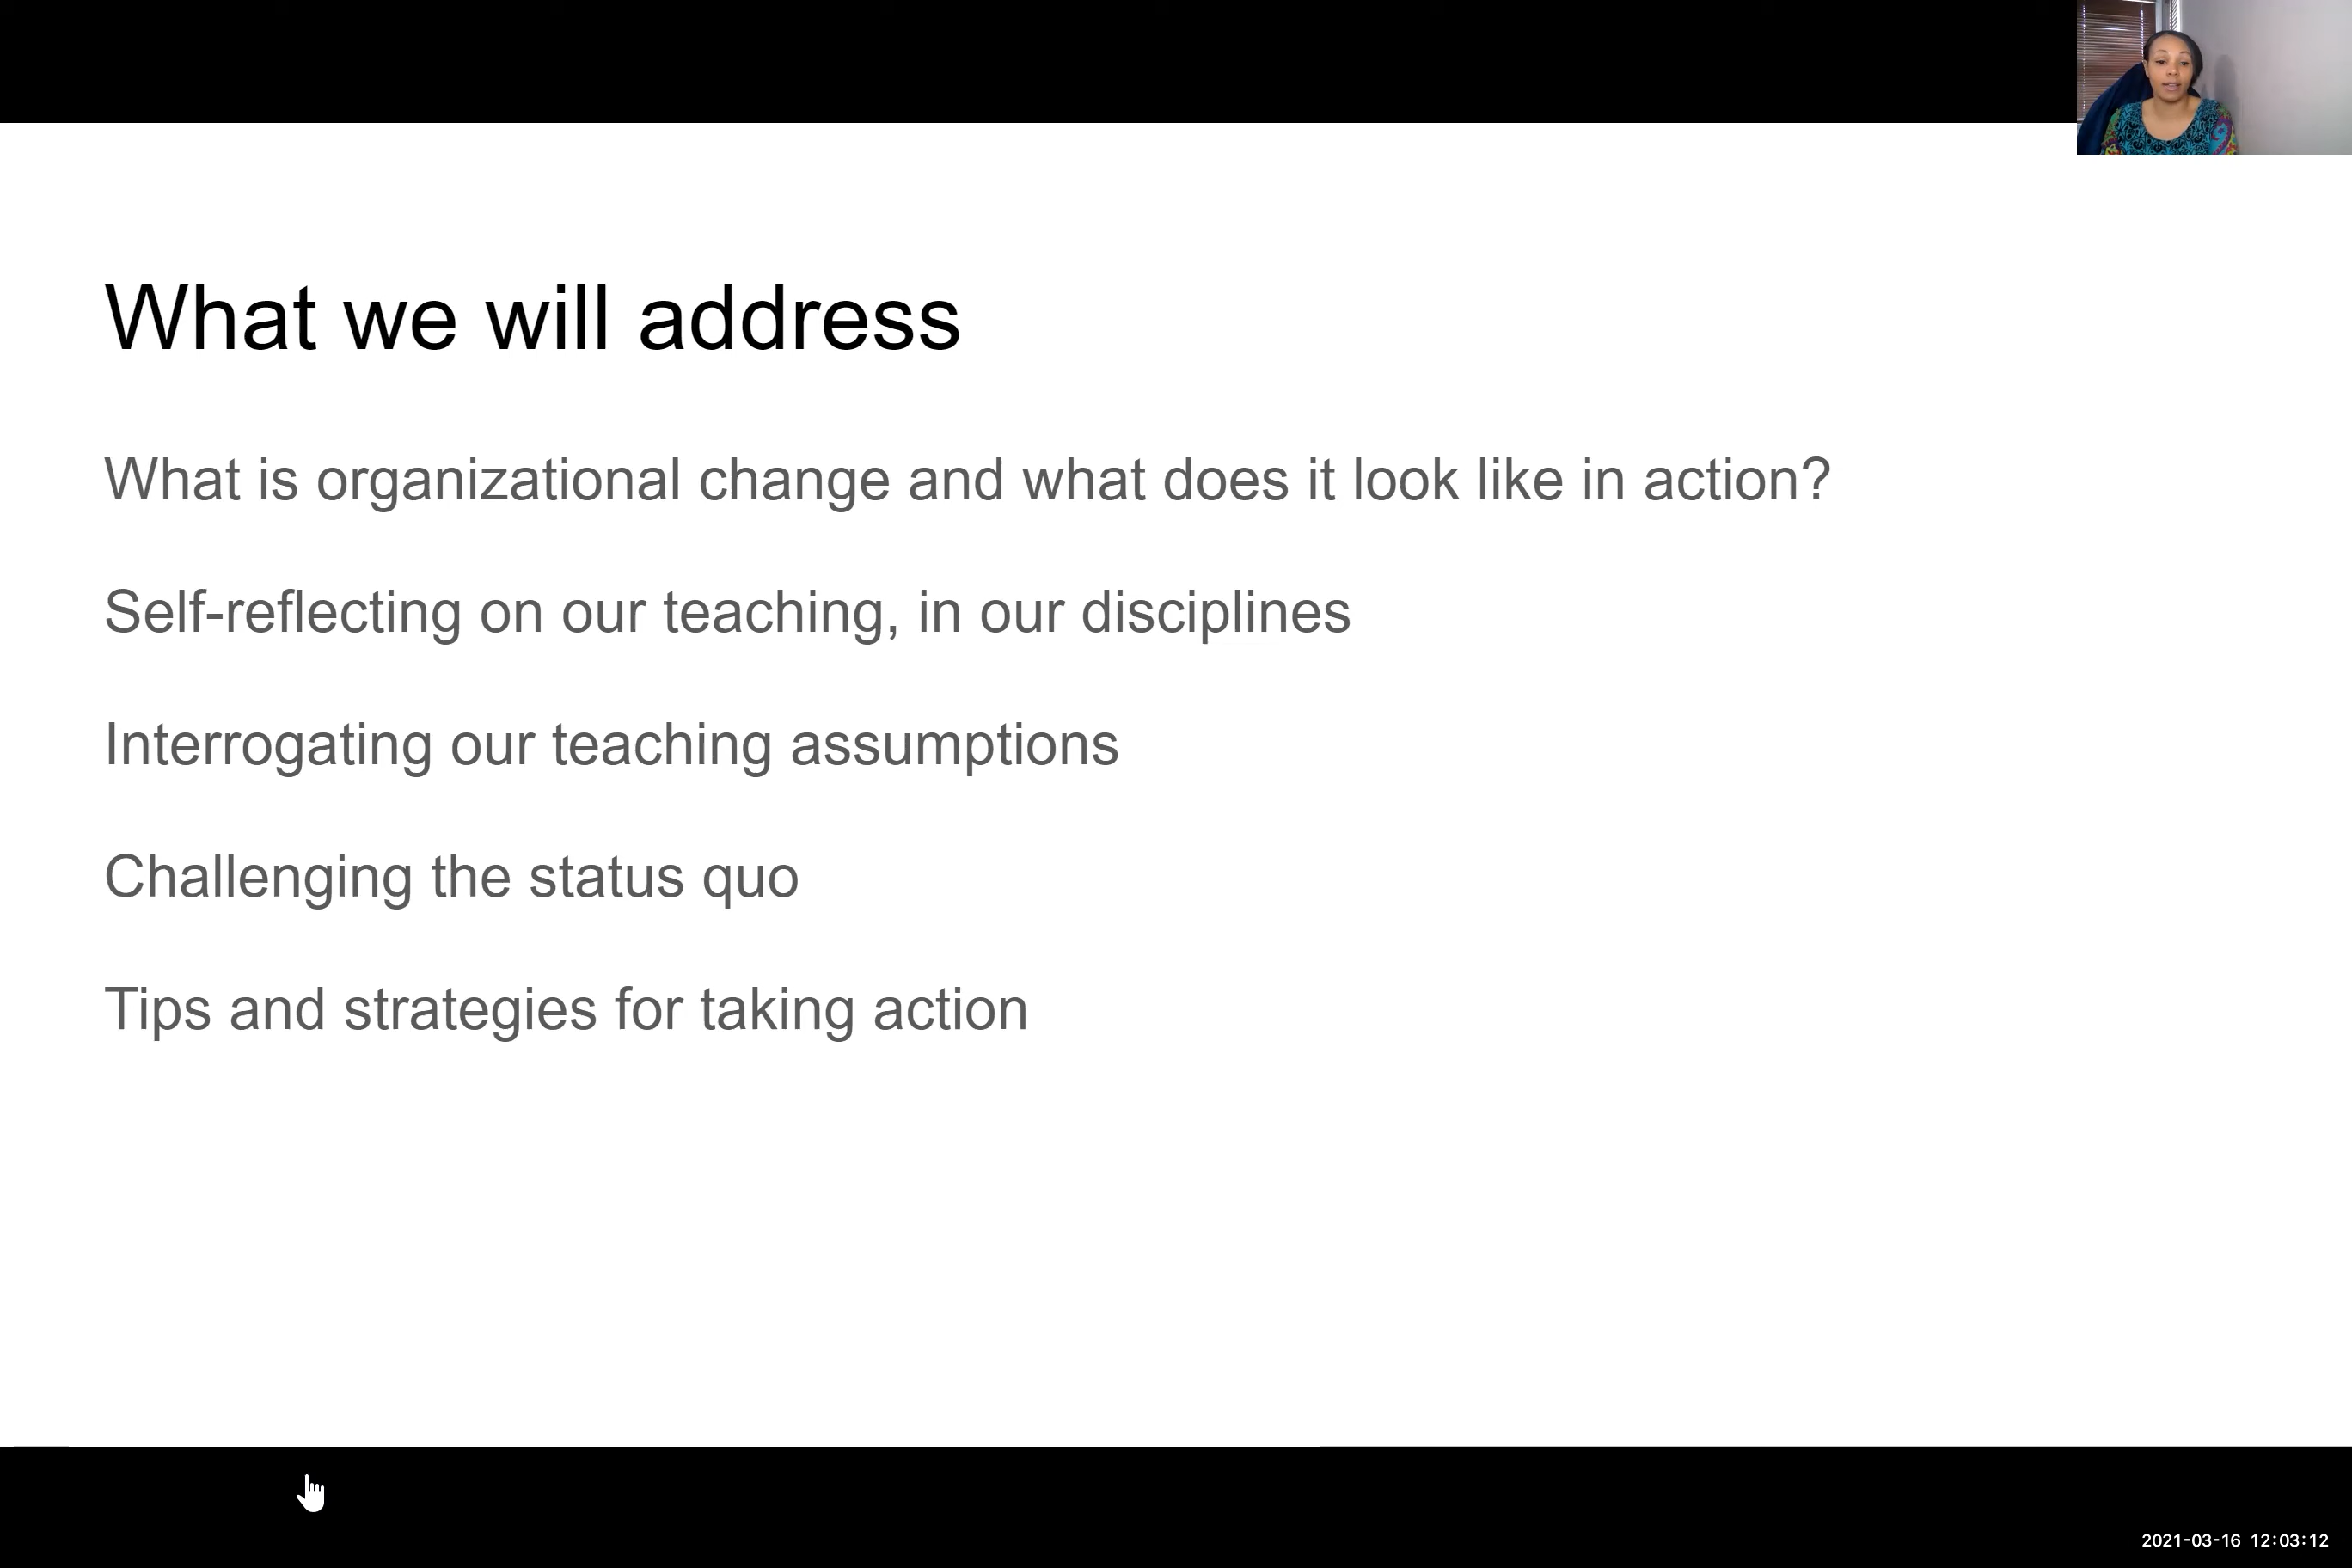 What we will address
What is organizational change and what does it look like in action?
Self-reflecting on our teaching, in our disciplines
Interrogating our teaching assumptions
Challenging the status quo
Tips and strategies for taking action
2021-03-16 12:03:12